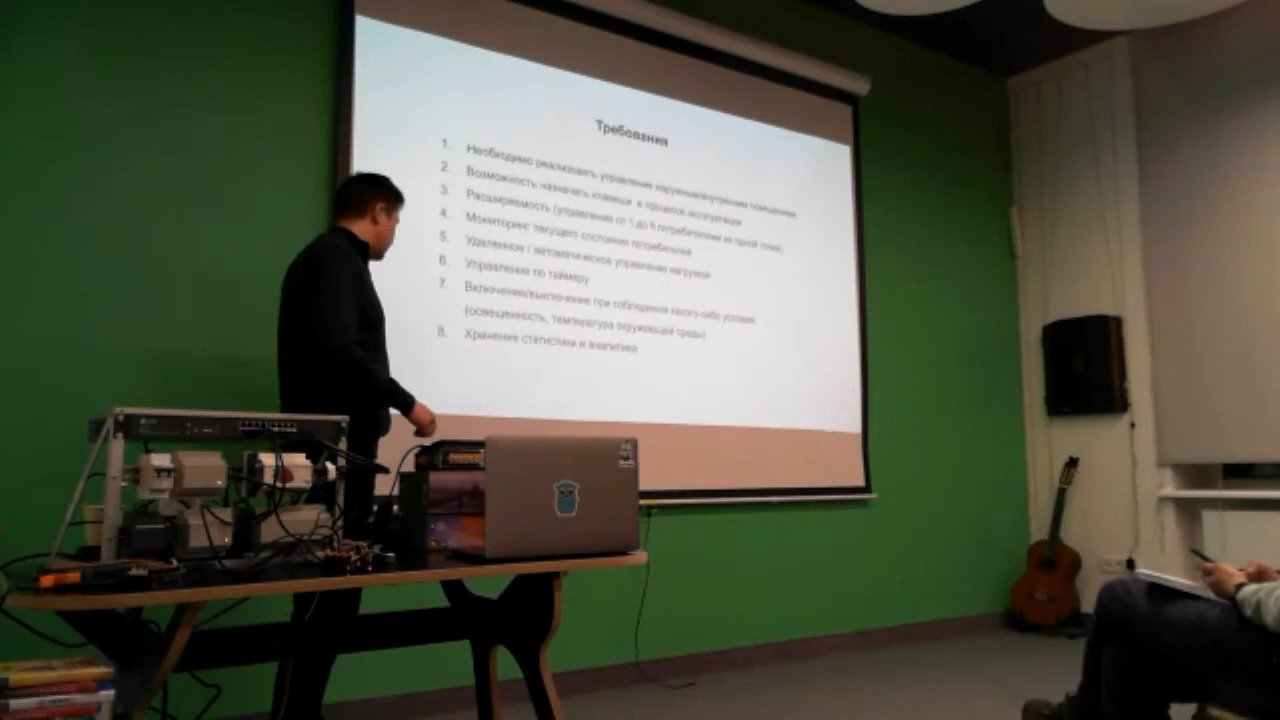 Требования
1. Необходимо реализовать управление наружным/внутренним освещением
2. Возможность назначать клавиши в процессе эксплуатации
3. Расширяемость (управление от 1 до 8 потребителями из одной точки)
4. Мониторинг текущего состояния потребителей
5. Удаленное / автоматическое управление нагрузкой
6. Управление по таймеру
7. Включение/выключение при соблюдении какого-либо условия
(освещенность, температура окружающей среды)
8. Хранение статистики и аналитика